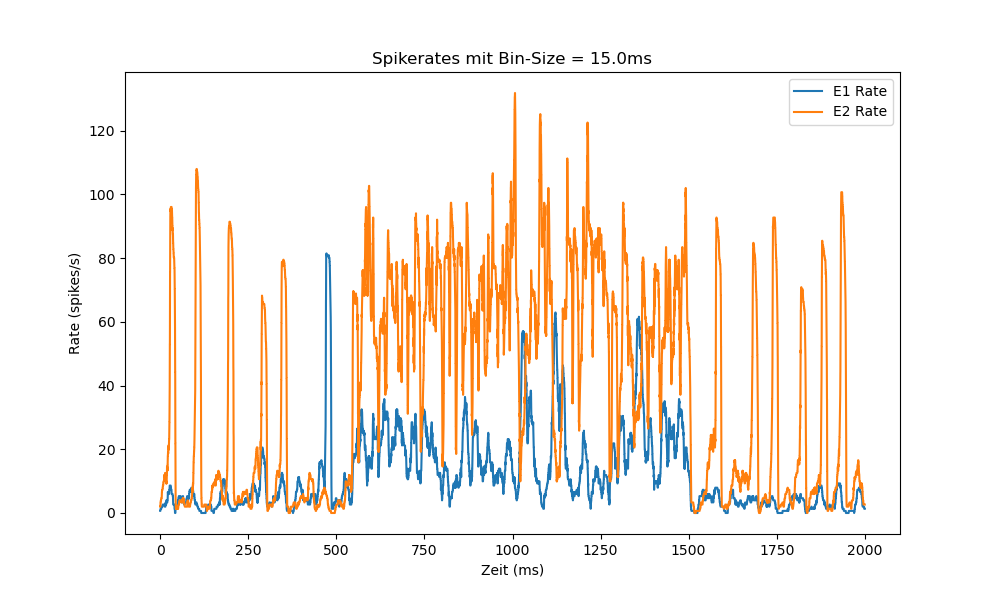 Spikerates mit Bin-Size = 15.0ms
E1 Rate
E2 Rate
Rate (spikes/s)
120
100
80
60
40
20
0
0 250 500 750 1000 1250 1500 1750 2000
Zeit (ms)